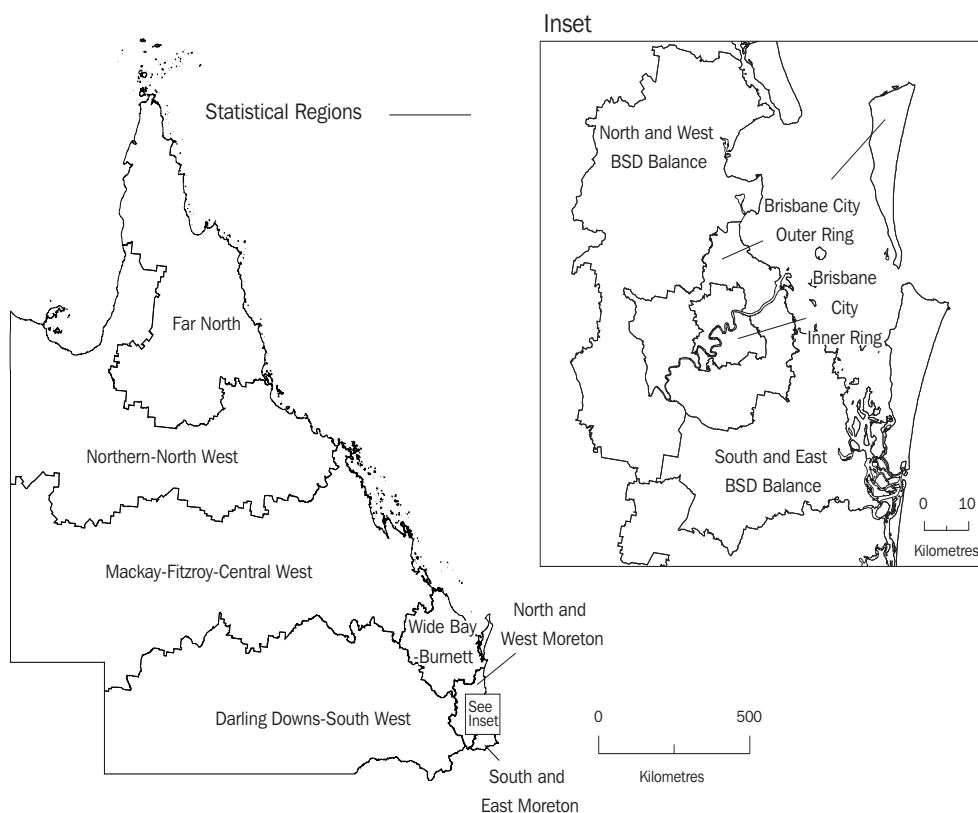 Inset
Statistical Regions
North and West
BSD Balance
Brisbane City
Outer Ring
Brisbane
City
Inner Ring
South and East
BSD Balance
0 10
Kilometres
Far North
Northern-North West
Mackay-Fitzroy-Central West
Wide Bay
-Burnett
North and
West Moreton
Darling Downs-South West
See
Inset
0 500
Kilometres
South and
East Moreton